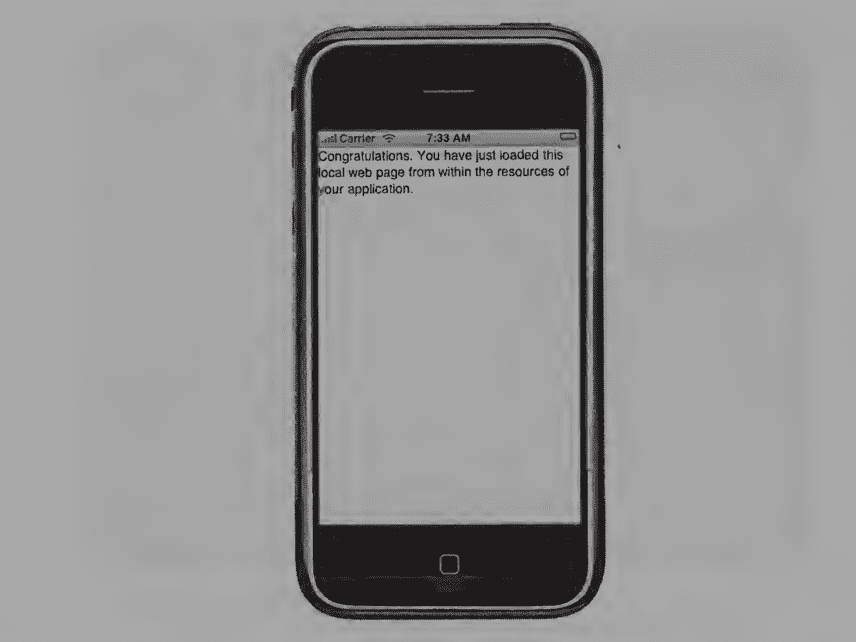 Carrier 7:33 AM
Congratulations. You have just loaded this
local web page from within the resources of
your application.